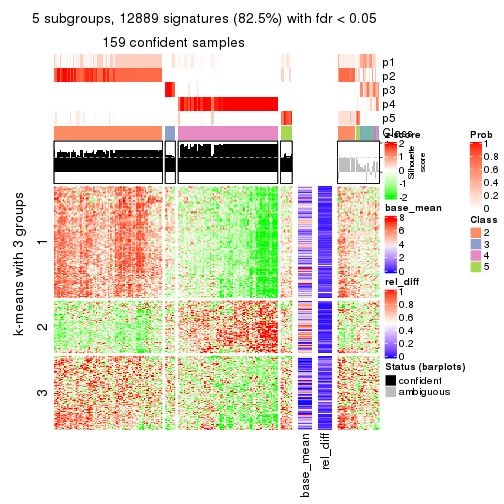 5 subgroups, 12889 signatures (82.5%) with fdr < 0.05
159 confident samples
p1
p2
p3
p4
p5
Class
z-score
2
1
0
-1
-2
Silhouette
score
Prob
1
0.8
0.6
0.4
0.2
0
base_mean
8
6
4
2
0
Class
2
3
4
5
rel_diff
1
0.8
0.6
0.4
0.2
0
Status (barplots)
confident
ambiguous
k-means with 3 groups
1
2
3
base_mean
rel_diff